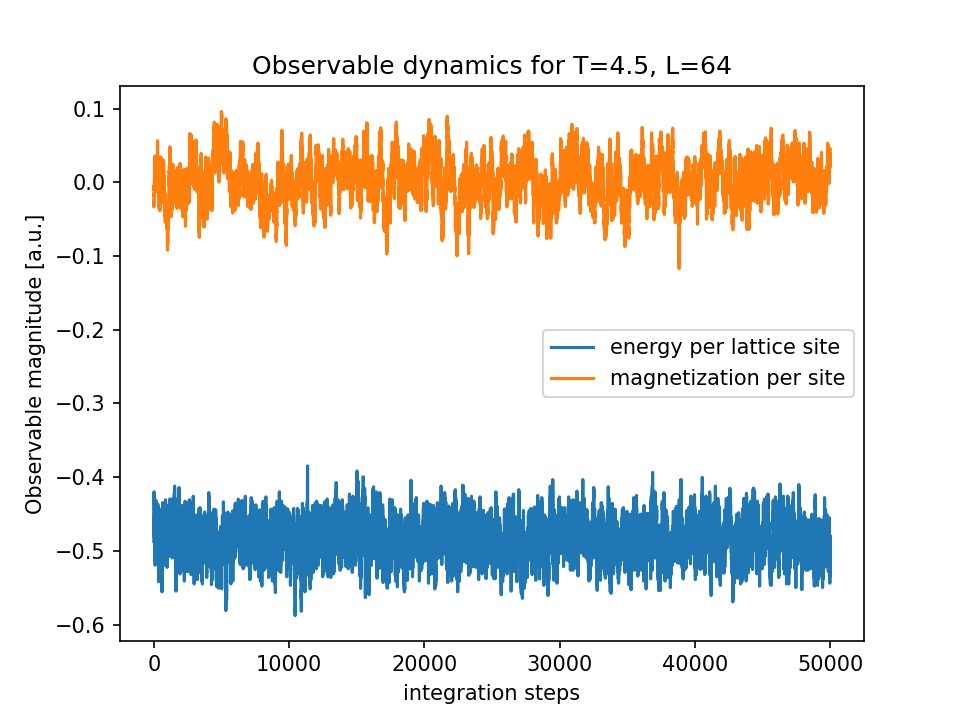 Observable dynamics for T=4.5, L=64
Observable magnitude [a.u.]
0.1
0.0
−0.1
−0.2
−0.3
−0.4
−0.5
−0.6
energy per lattice site
magnetization per site
0
10000
20000
30000
40000
50000
integration steps